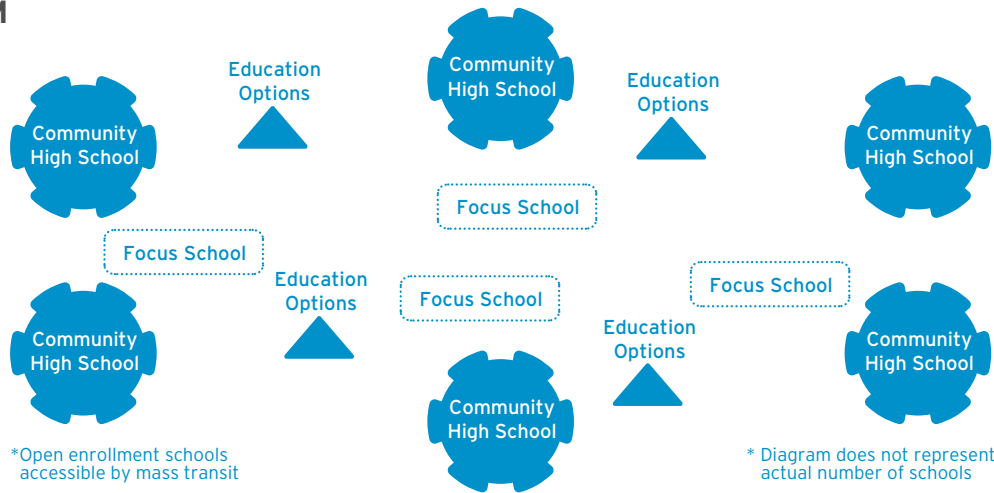 M
Community
High School
Education
Options
Education
Options
Community
High School
Community
High School
Focus School
Focus School
Focus School
Focus School
Education
Options
Education
Options
Community
High School
Community
High School
Community
High School
*Open enrollment schools
accessible by mass transit
* Diagram does not represent
actual number of schools